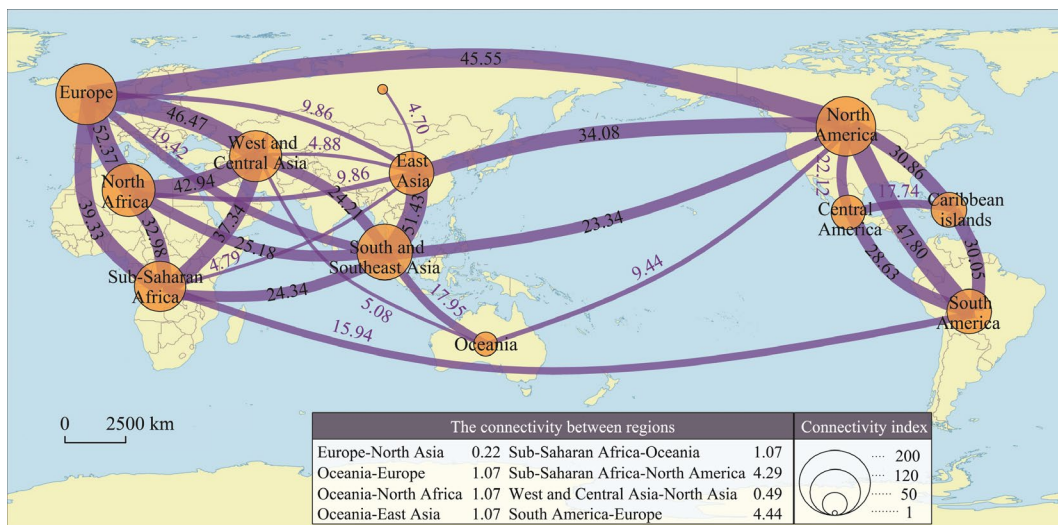 45.55
Europe
9.86
4.70
North
America
52.37
19.42
46.47
West and
Central Asia
4.88
34.08
East
Asia
30.86
22.12
17.74
North
Africa
42.94
9.86
24.21
51.43
Central
America
Caribbean
islands
39.33
32.98
37.34
25.18
South and
Southeast Asia
23.34
47.80
28.63
30.05
Sub-Saharan
Africa
4.79
24.34
17.95
9.44
5.08
15.94
Oceania
South
America
0 2500 km
The connectivity between regions
Connectivity index
Europe-North Asia 0.22 Sub-Saharan Africa-Oceania 1.07
Oceania-Europe 1.07 Sub-Saharan Africa-North America 4.29
Oceania-North Africa 1.07 West and Central Asia-North Asia 0.49
Oceania-East Asia 1.07 South America-Europe 4.44
200
120
50
1